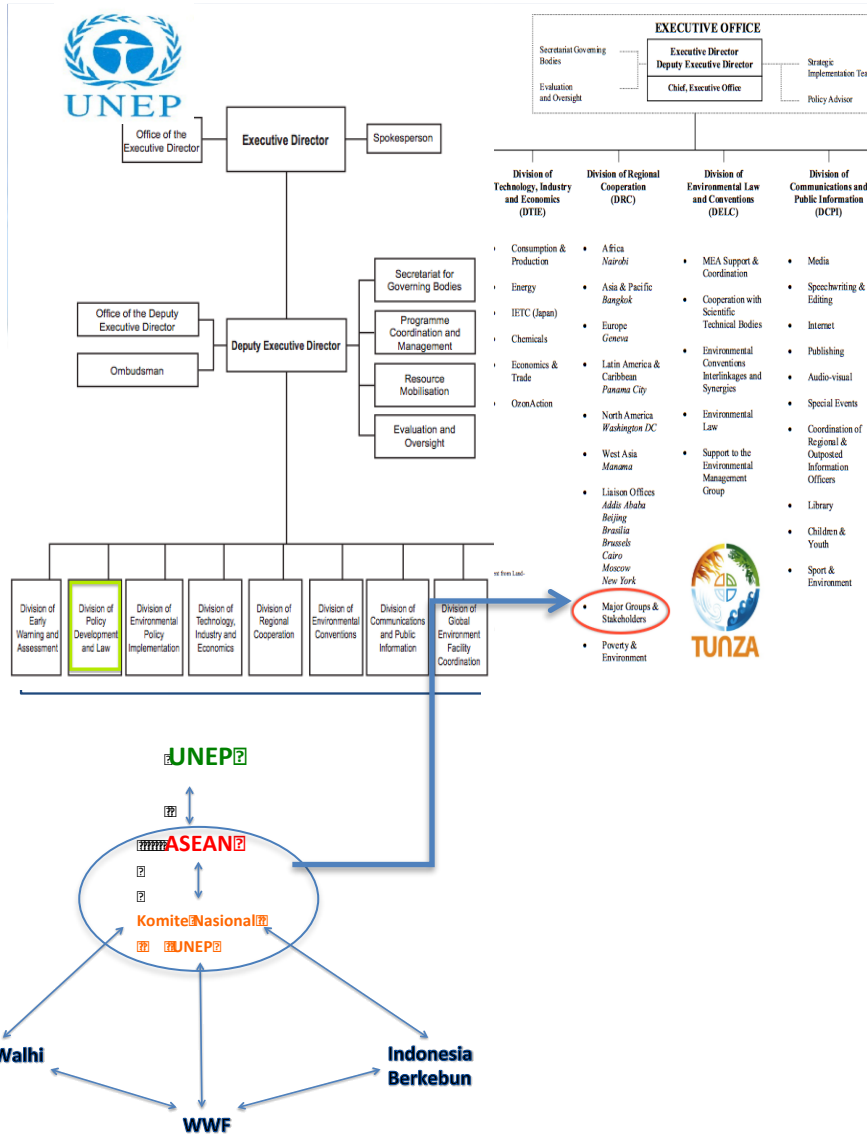 UNEP
Office of the
Executive Director
Executive Director
Spokesperson
Office of the Deputy
Executive Director
Ombudsman
Deputy Executive Director
Secretariat for
Governing Bodies
Programme
Coordination and
Management
Resource
Mobilisation
Evaluation and
Oversight
Division of
Early
Warning and
Assessment
Division of
Policy
Development
and Law
Division of
Environmental
Policy
Implementation
Division of
Technology,
Industry and
Economics
Division of
Regional
Cooperation
Division of
Environmental
Conventions
Division of
Communications
and Public
Information
Division of
Global
Environment
Facility
Coordination
EXECUTIVE OFFICE
Secretariat Governing
Bodies
Evaluation
and Oversight
Executive Director
Deputy Executive Director
Chief, Executive Office
Strategic
Implementation Tea
Policy Advisor
Division of
Technology, Industry
and Economics
(DTIE)
• Consumption &
Production
• Energy
• IETC (Japan)
• Chemicals
• Economics &
Trade
• OzonAction
Division of Regional
Cooperation
(DRC)
• Africa
Nairobi
• Asia & Pacific
Bangkok
• Europe
Geneva
• Latin America &
Caribbean
Panama City
• North America
Washington DC
• West Asia
Manama
• Liaison Offices
Addis Ababa
Beijing
Brasilia
Brussels
Cairo
Moscow
New York
• Major Groups &
Stakeholders
• Poverty &
Environment
Division of
Environmental Law
and Conventions
(DELC)
• MEA Support &
Coordination
• Cooperation with
Scientific
Technical Bodies
• Environmental
Conventions
Interlinkages and
Synergies
• Environmental
Law
• Support to the
Environmental
Management
Group
Division of
Communications and
Public Information
(DCPI)
• Media
• Speechwriting &
Editing
• Internet
• Publishing
• Audio-visual
• Special Events
• Coordination of
Regional &
Outposted
Information
Officers
• Library
• Children &
Youth
• Sport &
Environment
ent from Land-
TUNZA
UNEP
ASEAN
Komite Nasional
UNEP
Walhi
Indonesia
Berkebun
WWF